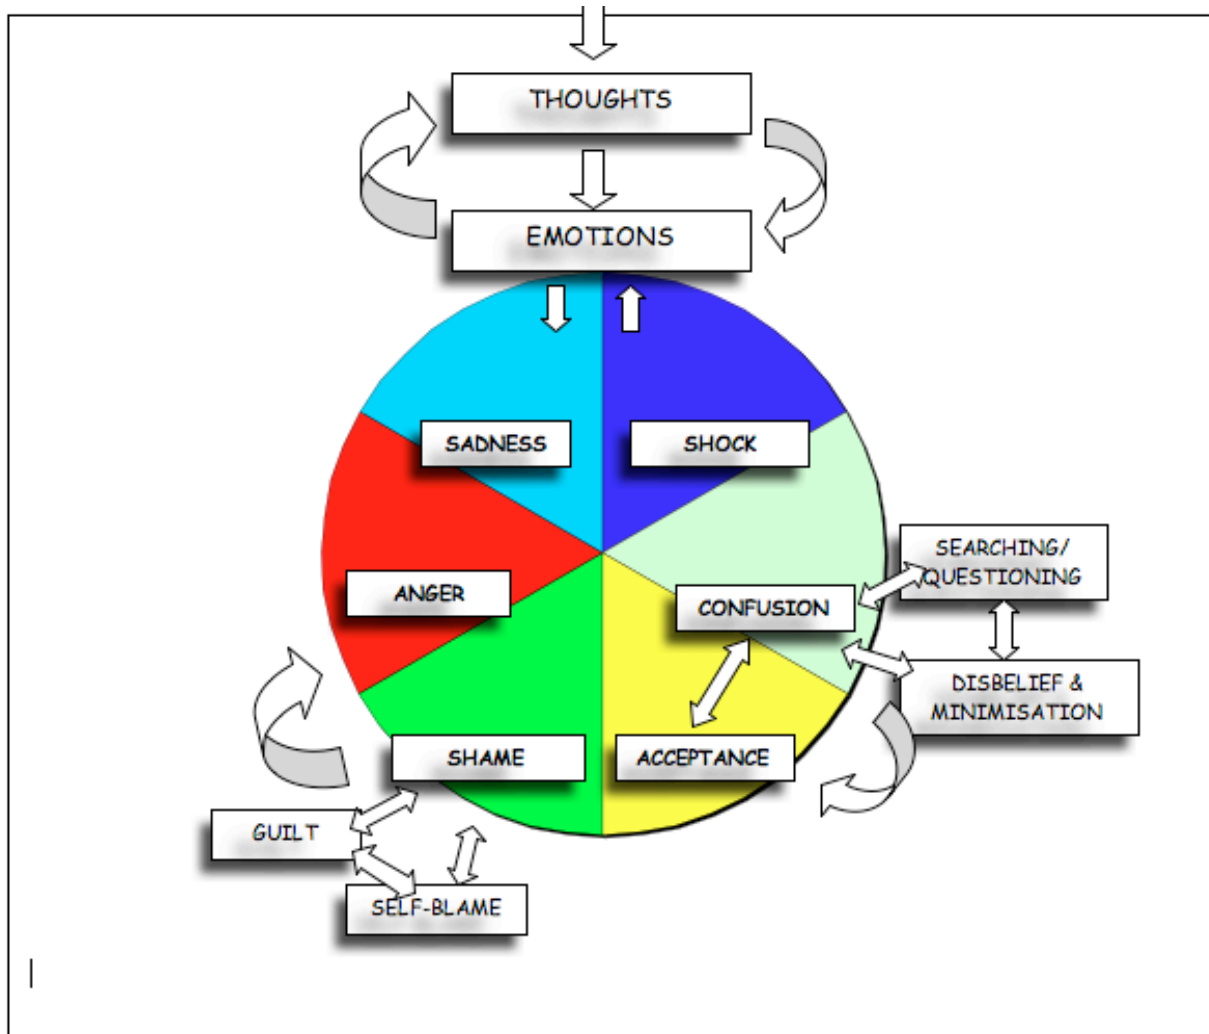 THOUGHTS
EMOTIONS
SADNESS
SHOCK
SEARCHING/
QUESTIONING
ANGER
CONFUSION
DISBELIEF &
MINIMISATION
SHAME
ACCEPTANCE
GUILT
SELF-BLAME